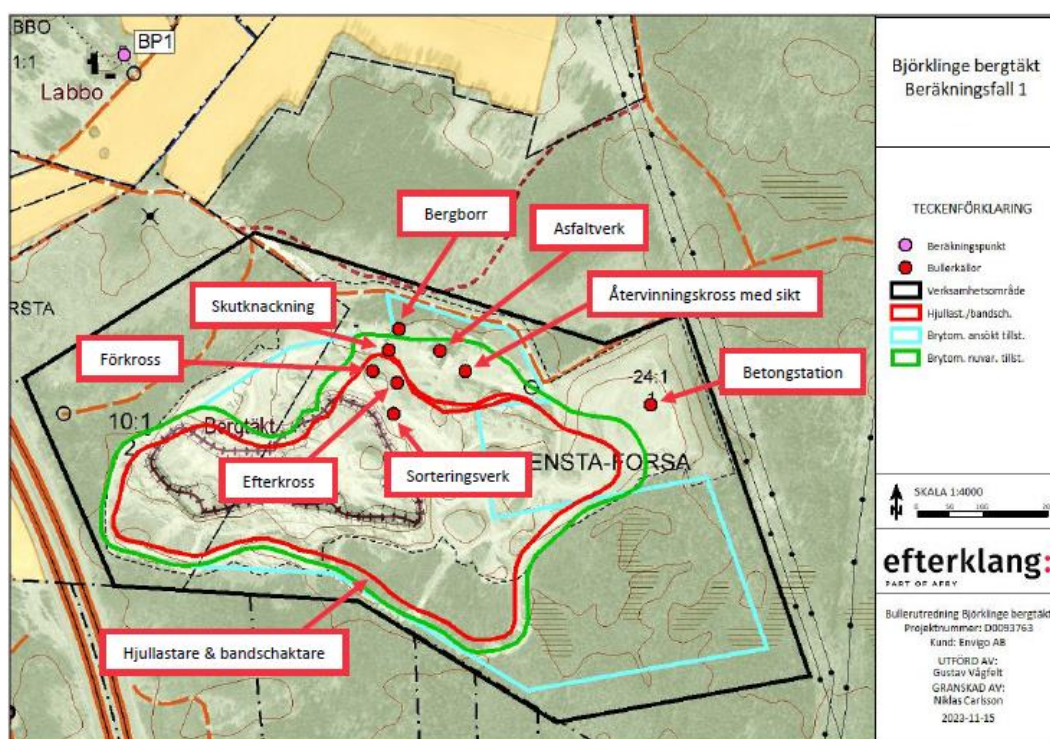 BBO
BP1
1:1
Labbo
RSTA
Bergborr
Asfaltverk
Skutknackning
Återvinningskross med sikt
Förkross
Betongstation
24:1
1
10:1
2
Bergtäkt
ENSTA-FORSA
Efterkross
Sorteringsverk
Hjullastare & bandschaktare
Björklinge bergtäkt
Beräkningsfall 1
TECKENFÖRKLARING
Beräkningspunkt
Bullerkällor
Verksamhetsområde
Hjullast./bandsch.
Brytom. ansökt tillst.
Brytom. nuvar. tillst.
SKALA 1:4000
0 50 100 20
efterklang:
PART OF AFRY
Bullerutredning Björklinge bergtäkt
Projektnummer: D0093763
Kund: Envigo AB
UTFÖRD AV:
Gustav Vågfelt
GRANSKAD AV:
Niklas Carlsson
2023-11-15